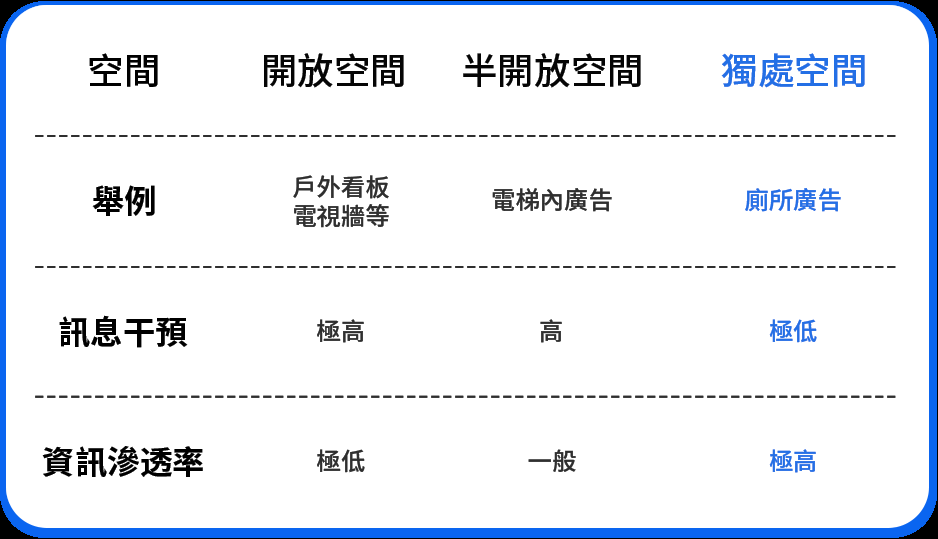 空間 開放空間 半開放空間 獨處空間
舉例 戶外看板 電視牆等 電梯內廣告 廁所廣告
訊息干預 極高 高 極低
資訊滲透率 極低 一般 極高